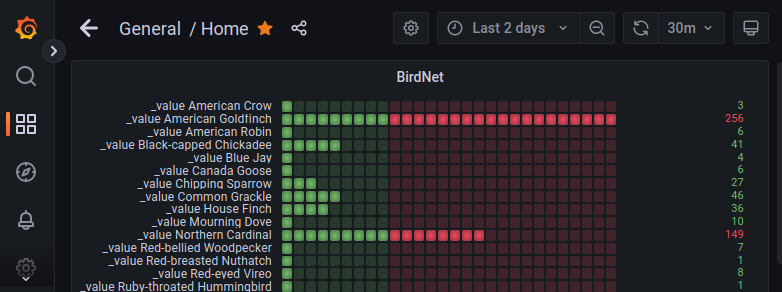 General / Home
Last 2 days
30m
BirdNet
_value American Crow 3
_value American Goldfinch 256
_value American Robin 6
_value Black-capped Chickadee 41
_value Blue Jay 4
_value Canada Goose 6
_value Chipping Sparrow 27
_value Common Grackle 46
_value House Finch 36
_value Mourning Dove 10
_value Northern Cardinal 149
_value Red-bellied Woodpecker 7
_value Red-breasted Nuthatch 1
_value Red-eyed Vireo 8
_value Ruby-throated Hummingbird 1